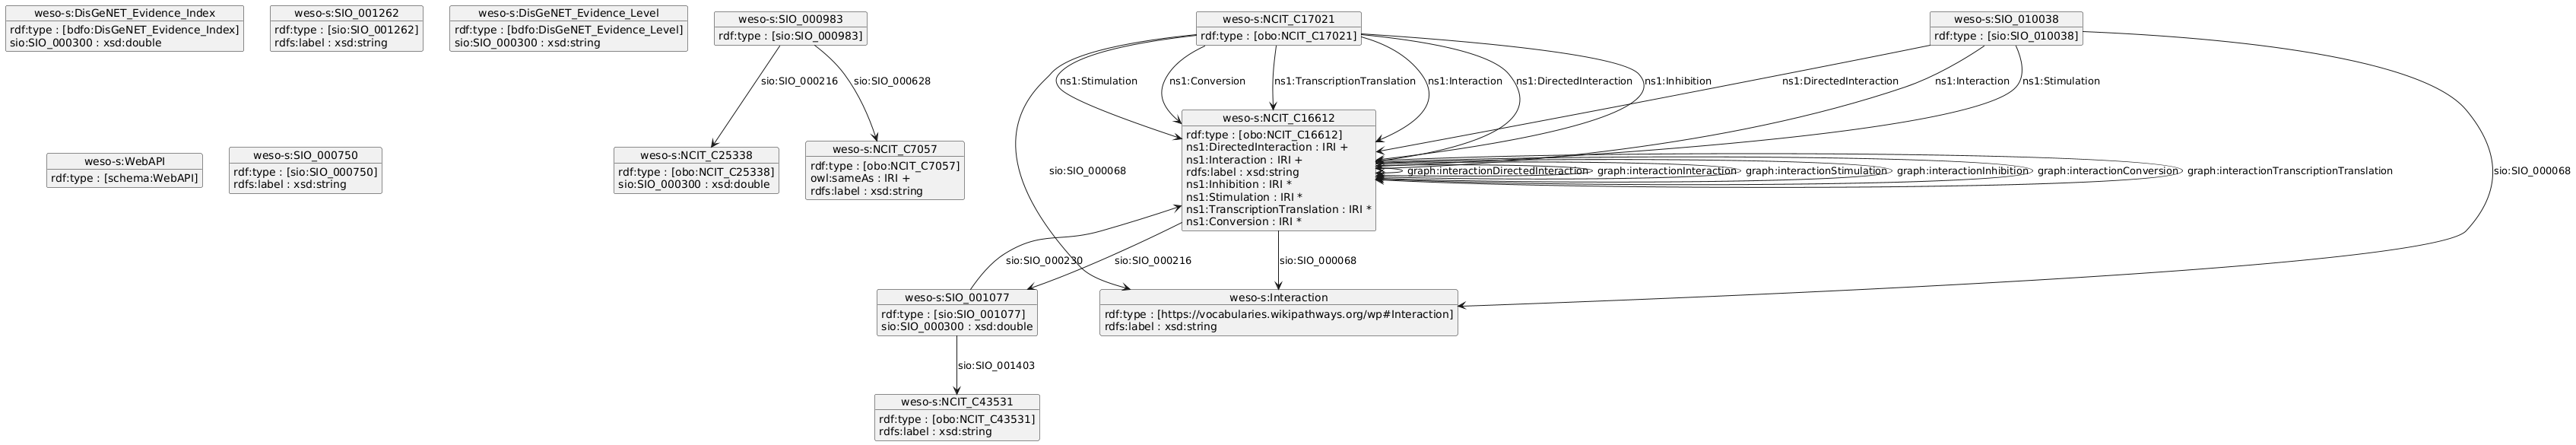 weso-s:DisGeNET_Evidence_Index
rdf:type : [bdfo:DisGeNET_Evidence_Index]
sio:SIO_000300 : xsd:double
weso-s:SIO_001262
rdf:type : [sio:SIO_001262]
rdfs:label : xsd:string
weso-s:DisGeNET_Evidence_Level
rdf:type : [bdfo:DisGeNET_Evidence_Level]
sio:SIO_000300 : xsd:string
weso-s:SIO_000983
rdf:type : [sio:SIO_000983]
weso-s:NCIT_C17021
rdf:type : [obo:NCIT_C17021]
weso-s:SIO_010038
rdf:type : [sio:SIO_010038]
sio:SIO_000216
sio:SIO_000628
ns1:Stimulation
ns1:Conversion
ns1:TranscriptionTranslation
ns1:Interaction
ns1:DirectedInteraction
ns1:Inhibition
ns1:DirectedInteraction
ns1:Interaction
ns1:Stimulation
weso-s:WebAPI
rdf:type : [schema:WebAPI]
weso-s:SIO_000750
rdf:type : [sio:SIO_000750]
rdfs:label : xsd:string
weso-s:NCIT_C25338
rdf:type : [obo:NCIT_C25338]
sio:SIO_000300 : xsd:double
weso-s:NCIT_C7057
rdf:type : [obo:NCIT_C7057]
owl:sameAs : IRI +
rdfs:label : xsd:string
sio:SIO_000068
weso-s:NCIT_C16612
rdf:type : [obo:NCIT_C16612]
ns1:DirectedInteraction : IRI +
ns1:Interaction : IRI +
rdfs:label : xsd:string
ns1:Inhibition : IRI *
ns1:Stimulation : IRI *
ns1:TranscriptionTranslation : IRI *
ns1:Conversion : IRI *
graph:interactionDirectedInteraction
graph:interactionInteraction
graph:interactionStimulation
graph:interactionInhibition
graph:interactionConversion
graph:interactionTranscriptionTranslation
sio:SIO_000068
sio:SIO_000230
sio:SIO_000216
sio:SIO_000068
weso-s:SIO_001077
rdf:type : [sio:SIO_001077]
sio:SIO_000300 : xsd:double
weso-s:Interaction
rdf:type : [https://vocabularies.wikipathways.org/wp#Interaction]
rdfs:label : xsd:string
sio:SIO_001403
weso-s:NCIT_C43531
rdf:type : [obo:NCIT_C43531]
rdfs:label : xsd:string